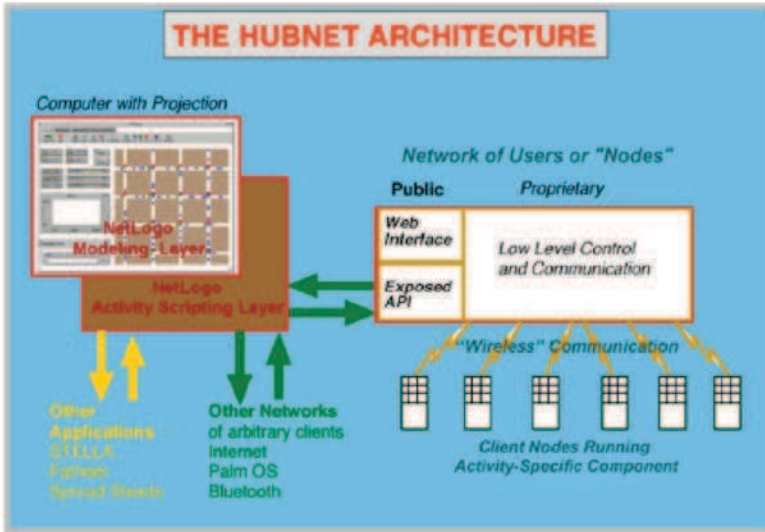 THE HUBNET ARCHITECTURE
Computer with Projection
NetLogo
Modeling Layer
NetLogo
Activity Scripting Layer
Network of Users or "Nodes"
Public
Proprietary
Web
Interface
Low Level Control
and Communication
Exposed
API
"Wireless" Communication
Client Nodes Running
Activity-Specific Component
Other
Applications
STELLA
Fathom
Spread Sheets
Other Networks
of arbitrary clients
Internet
Palm OS
Bluetooth